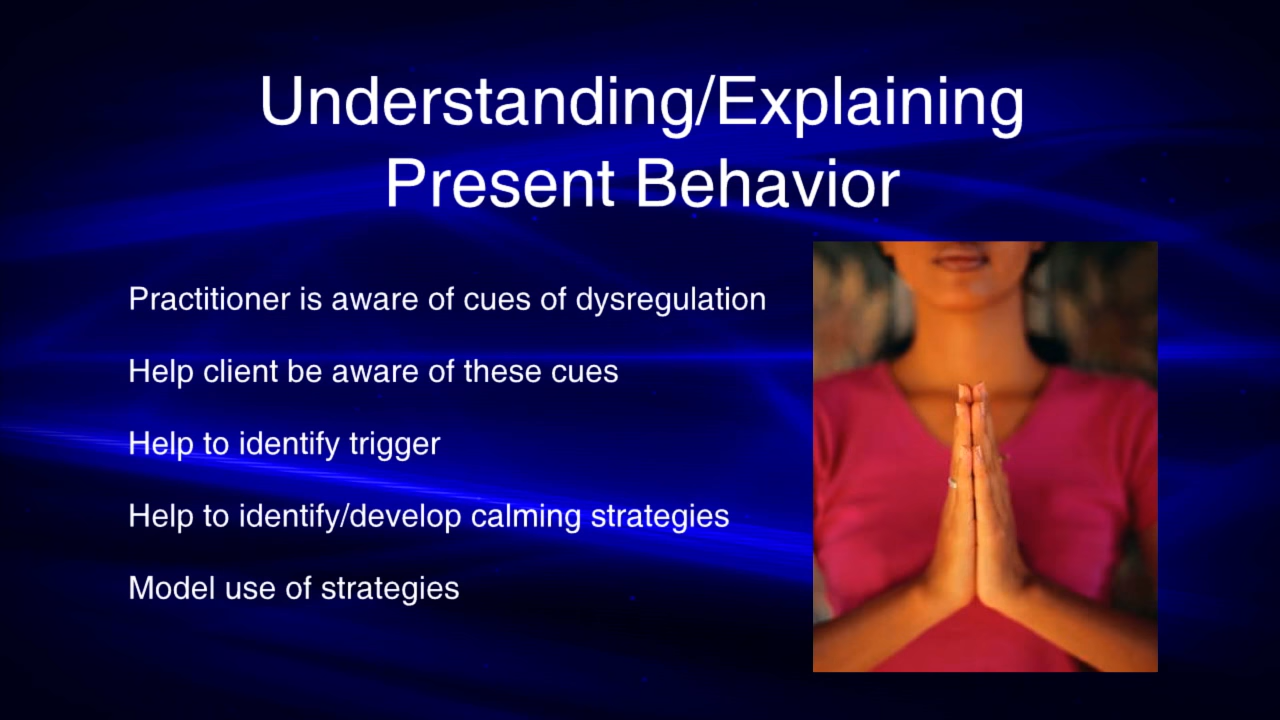 Understanding/Explaining
Present Behavior
Practitioner is aware of cues of dysregulation
Help client be aware of these cues
Help to identify trigger
Help to identify/develop calming strategies
Model use of strategies